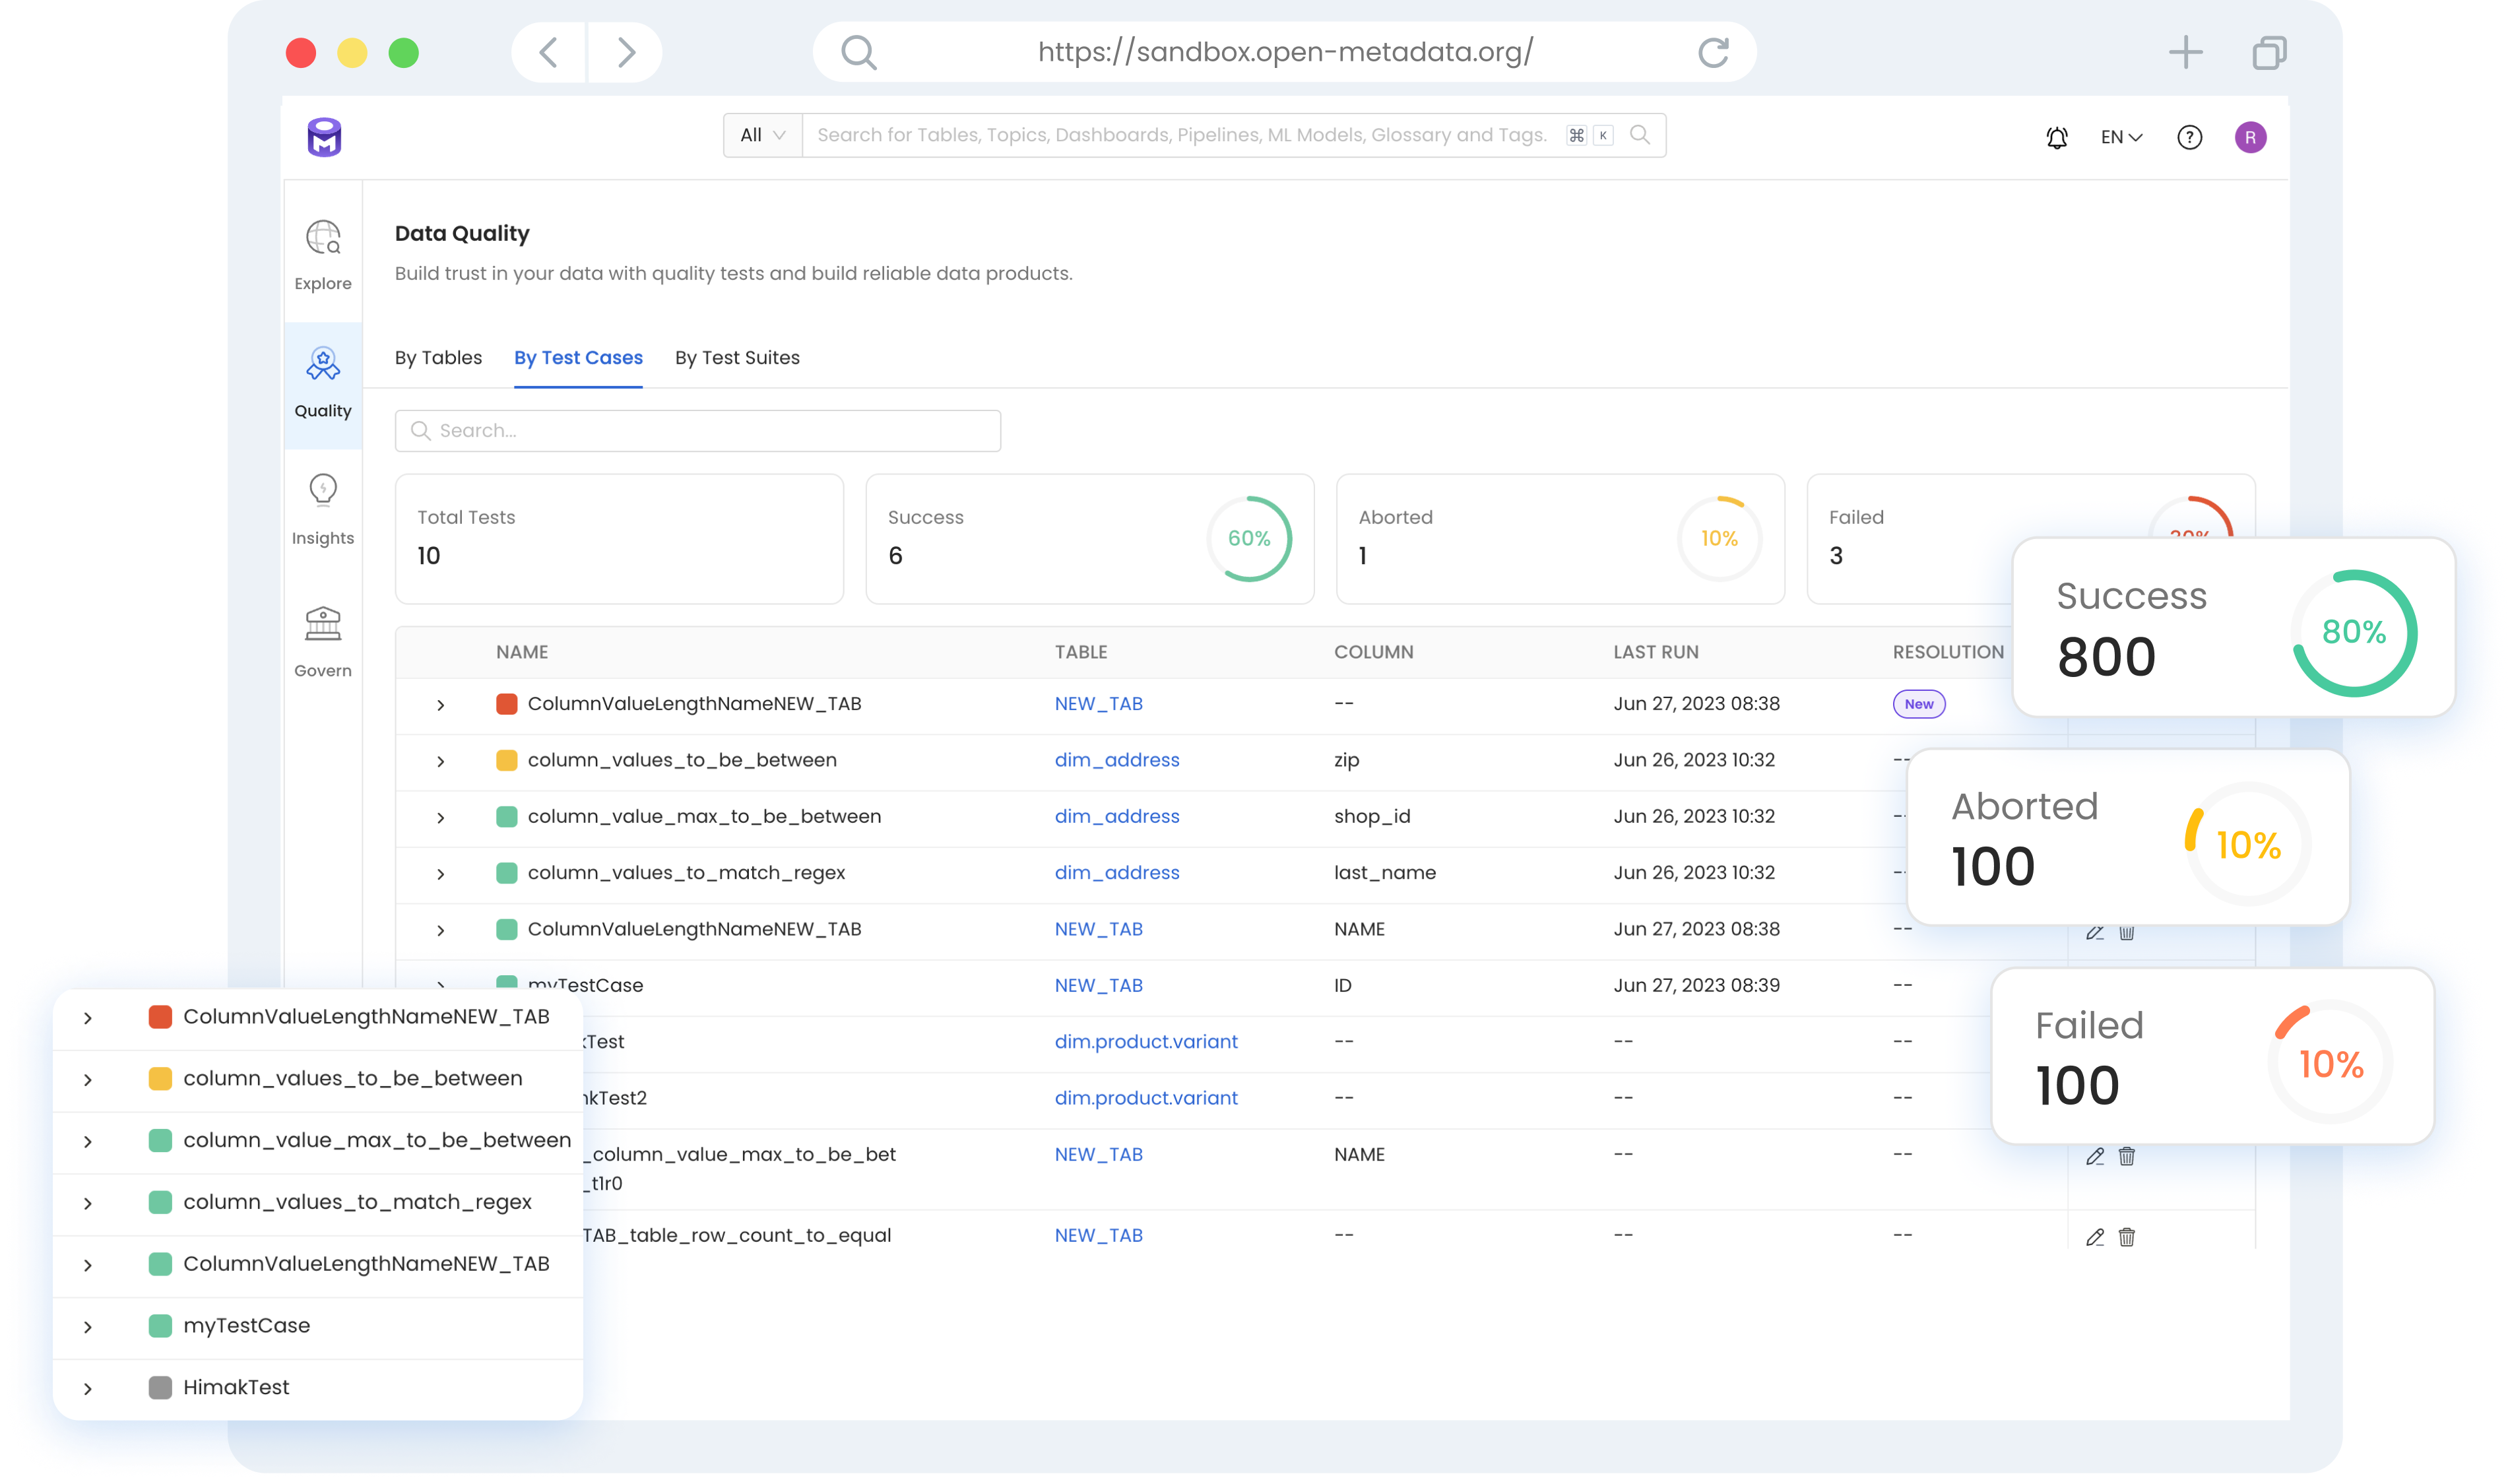 https://sandbox.open-metadata.org/
All
Search for Tables, Topics, Dashboards, Pipelines, ML Models, Glossary and Tags. ⌘ K
EN
?
R
Explore
Quality
Insights
Govern
Data Quality
Build trust in your data with quality tests and build reliable data products.
By Tables By Test Cases By Test Suites
Search...
Total Tests
10
Success
6
60%
Aborted
1
10%
Failed
3
NAME TABLE COLUMN LAST RUN RESOLUTION
ColumnValueLengthNameNEW_TAB NEW_TAB -- Jun 27, 2023 08:38 New
column_values_to_be_between dim_address zip Jun 26, 2023 10:32 --
column_value_max_to_be_between dim_address shop_id Jun 26, 2023 10:32
column_values_to_match_regex dim_address last_name Jun 26, 2023 10:32
ColumnValueLengthNameNEW_TAB NEW_TAB NAME Jun 27, 2023 08:38 --
myTestCase NEW_TAB ID Jun 27, 2023 08:39 --
kTest dim.product.variant -- -- --
kTest2 dim.product.variant -- -- --
_column_value_max_to_be_bet NEW_TAB NAME -- --
_t1r0
TAB_table_row_count_to_equal NEW_TAB -- -- --
Success
800
80%
Aborted
100
10%
Failed
100
10%
ColumnValueLengthNameNEW_TAB
column_values_to_be_between
column_value_max_to_be_between
column_values_to_match_regex
ColumnValueLengthNameNEW_TAB
myTestCase
HimakTest